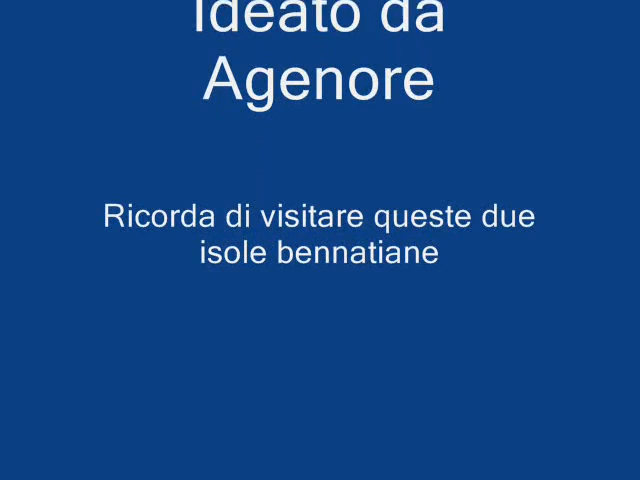 Ideato da
Agenore
Ricorda di visitare queste due
isole bennatiane